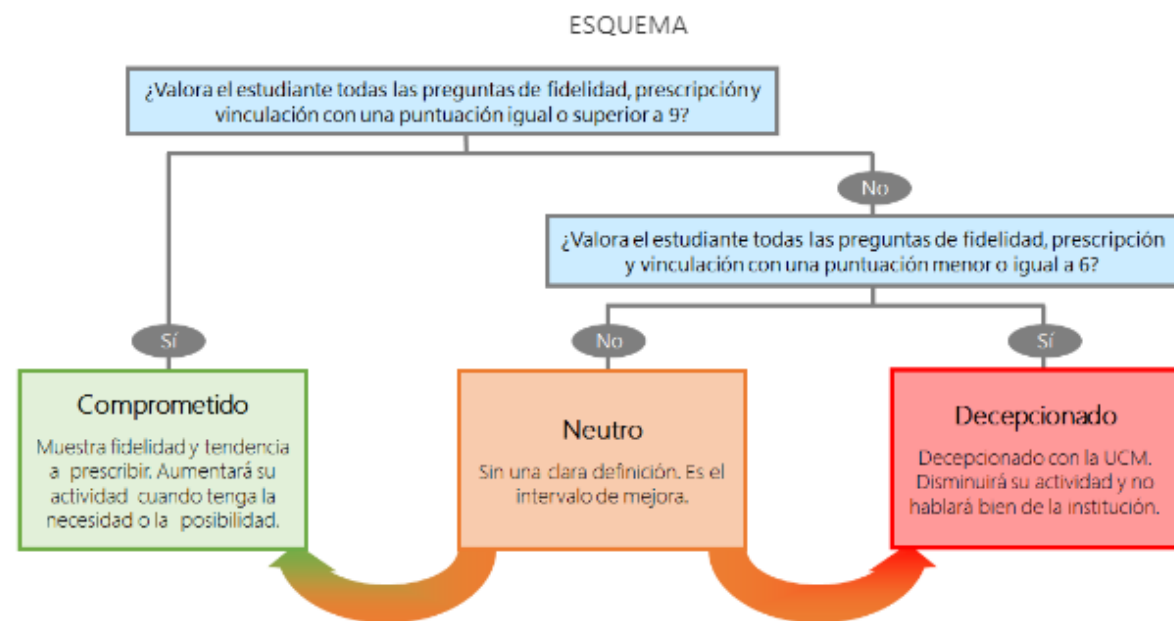 ESQUEMA
¿Valora el estudiante todas las preguntas de fidelidad, prescripción y
vinculación con una puntuación igual o superior a 9?
No
¿Valora el estudiante todas las preguntas de fidelidad, prescripción
y vinculación con una puntuación menor o igual a 6?
Sí
No
Sí
Comprometido
Muestra fidelidad y tendencia
a prescribir. Aumentará su
actividad cuando tenga la
necesidad o la posibilidad.
Neutro
Sin una clara definición. Es el
intervalo de mejora.
Decepcionado
Decepcionado con la UCM.
Disminuirá su actividad y no
hablará bien de la institución.